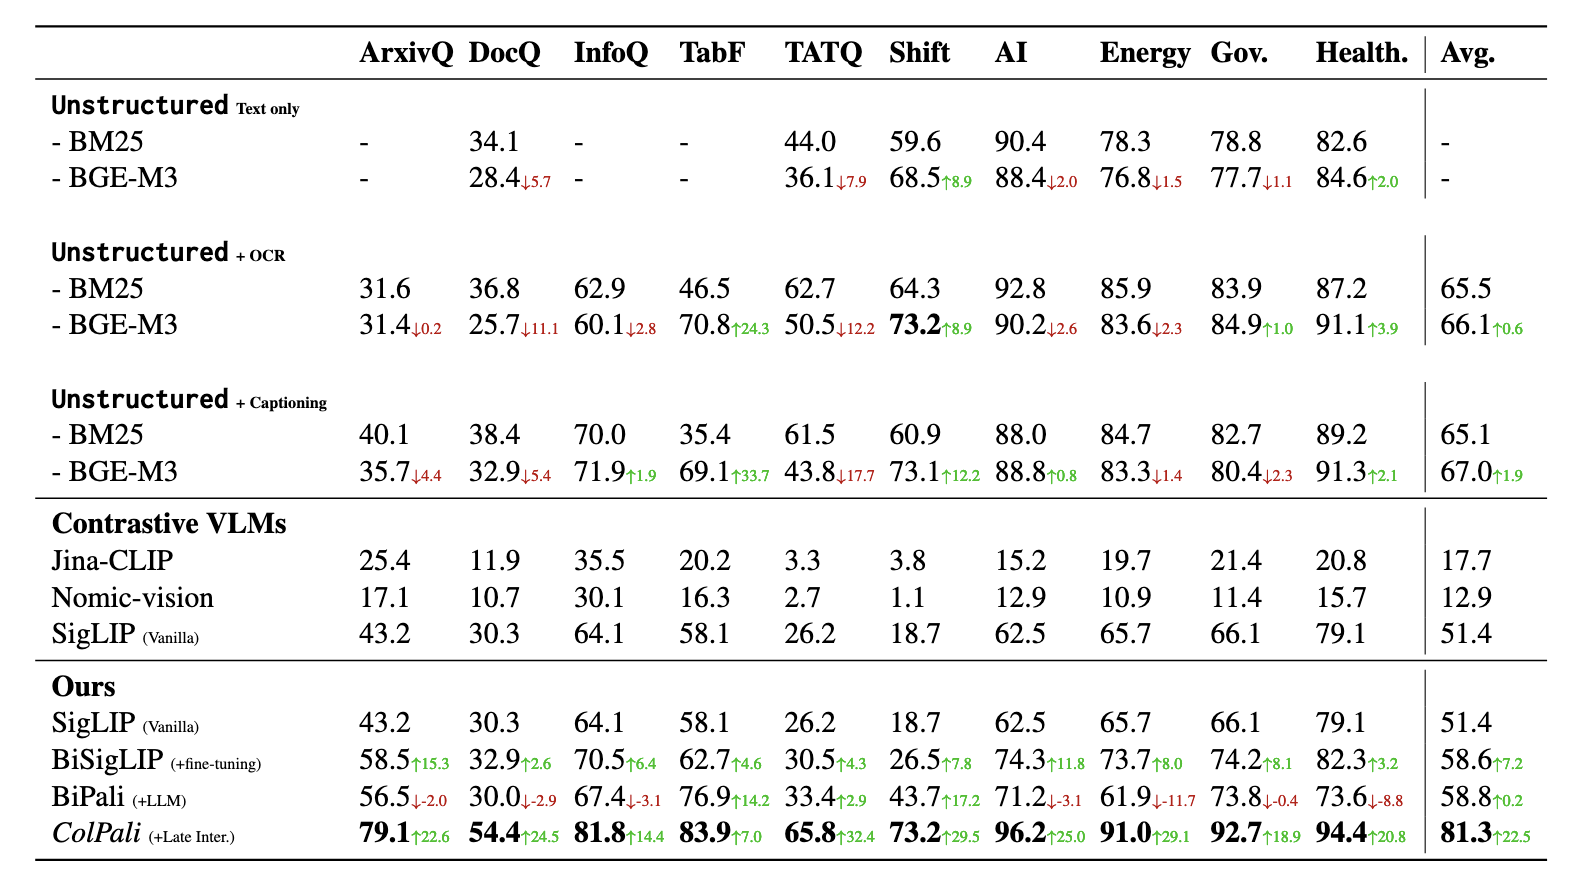 ArxivQ DocQ InfoQ TabF TATQ Shift AI Energy Gov. Health. Avg.
Unstructured Text only
- BM25 - 34.1 - - 44.0 59.6 90.4 78.3 78.8 82.6 -
- BGE-M3 - 28.4↓5.7 - - 36.1↓7.9 68.5↑8.9 88.4↓2.0 76.8↓1.5 77.7↓1.1 84.6↑2.0 -
Unstructured + OCR
- BM25 31.6 36.8 62.9 46.5 62.7 64.3 92.8 85.9 83.9 87.2 65.5
- BGE-M3 31.4↓0.2 25.7↓11.1 60.1↓2.8 70.8↑24.3 50.5↓12.2 73.2↑8.9 90.2↓2.6 83.6↓2.3 84.9↑1.0 91.1↑3.9 66.1↑0.6
Unstructured + Captioning
- BM25 40.1 38.4 70.0 35.4 61.5 60.9 88.0 84.7 82.7 89.2 65.1
- BGE-M3 35.7↓4.4 32.9↓5.4 71.9↑1.9 69.1↑33.7 43.8↓17.7 73.1↑12.2 88.8↑0.8 83.3↓1.4 80.4↓2.3 91.3↑2.1 67.0↑1.9
Contrastive VLMs
Jina-CLIP 25.4 11.9 35.5 20.2 3.3 3.8 15.2 19.7 21.4 20.8 17.7
Nomic-vision 17.1 10.7 30.1 16.3 2.7 1.1 12.9 10.9 11.4 15.7 12.9
SigLIP (Vanilla) 43.2 30.3 64.1 58.1 26.2 18.7 62.5 65.7 66.1 79.1 51.4
Ours
SigLIP (Vanilla) 43.2 30.3 64.1 58.1 26.2 18.7 62.5 65.7 66.1 79.1 51.4
BiSigLIP (+fine-tuning) 58.5↑15.3 32.9↑2.6 70.5↑6.4 62.7↑4.6 30.5↑4.3 26.5↑7.8 74.3↑11.8 73.7↑8.0 74.2↑8.1 82.3↑3.2 58.6↑7.2
BiPali (+LLM) 56.5↓-2.0 30.0↓-2.9 67.4↓-3.1 76.9↑14.2 33.4↑2.9 43.7↑17.2 71.2↓-3.1 61.9↓-11.7 73.8↓-0.4 73.6↓-8.8 58.8↑0.2
ColPali (+Late Inter.) 79.1↑22.6 54.4↑24.5 81.8↑14.4 83.9↑7.0 65.8↑32.4 73.2↑29.5 96.2↑25.0 91.0↑29.1 92.7↑18.9 94.4↑20.8 81.3↑22.5